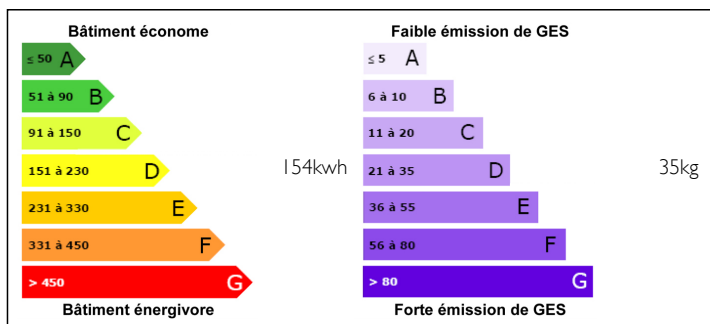 Bâtiment économe
≤ 50 A
51 à 90 B
91 à 150 C
151 à 230 D
231 à 330 E
331 à 450 F
> 450 G
Bâtiment énergivore
154kwh
Faible émission de GES
≤ 5 A
6 à 10 B
11 à 20 C
21 à 35 D
36 à 55 E
56 à 80 F
> 80 G
Forte émission de GES
35kg